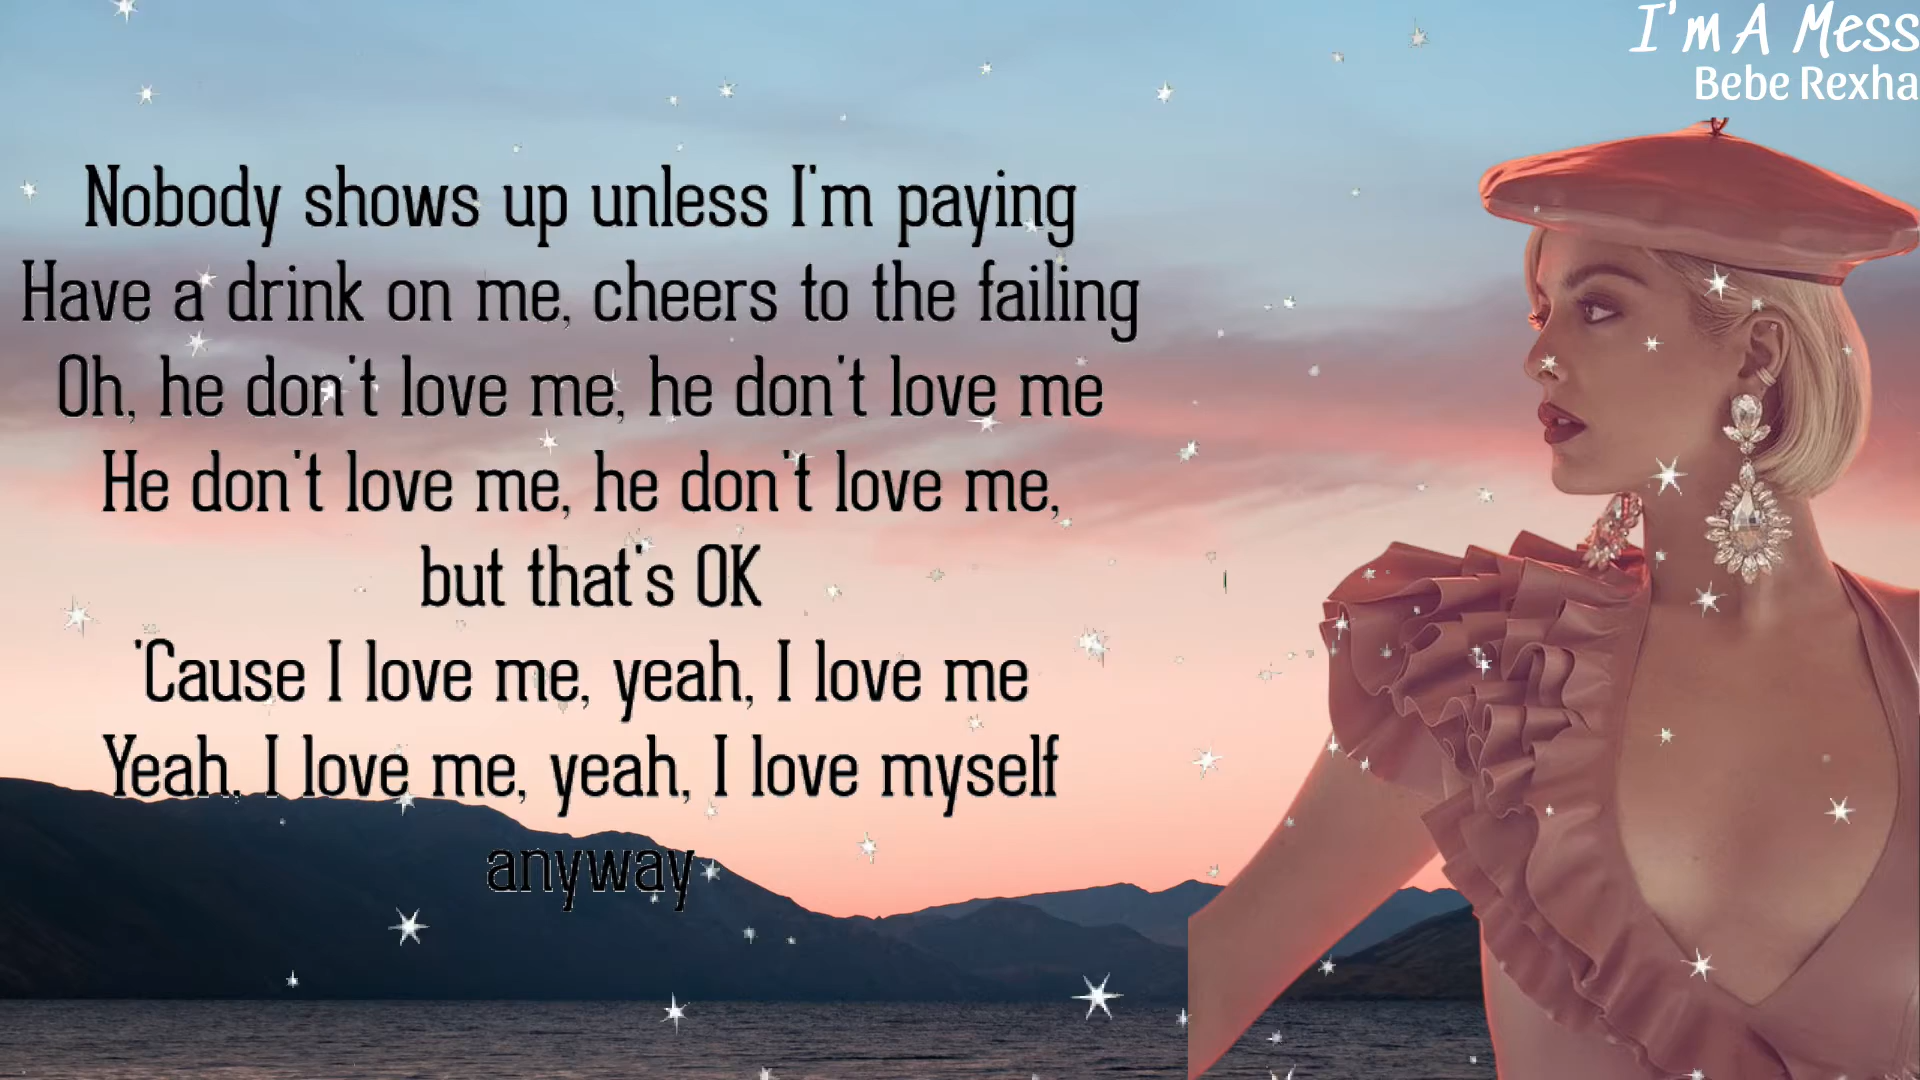 I'm A Mess
Bebe Rexha
Nobody shows up unless I'm paying
Have a drink on me, cheers to the failing
Oh, he don't love me, he don't love me
He don't love me, he don't love me,
but that's OK
'Cause I love me, yeah, I love me
Yeah, I love me, yeah, I love myself
anyway